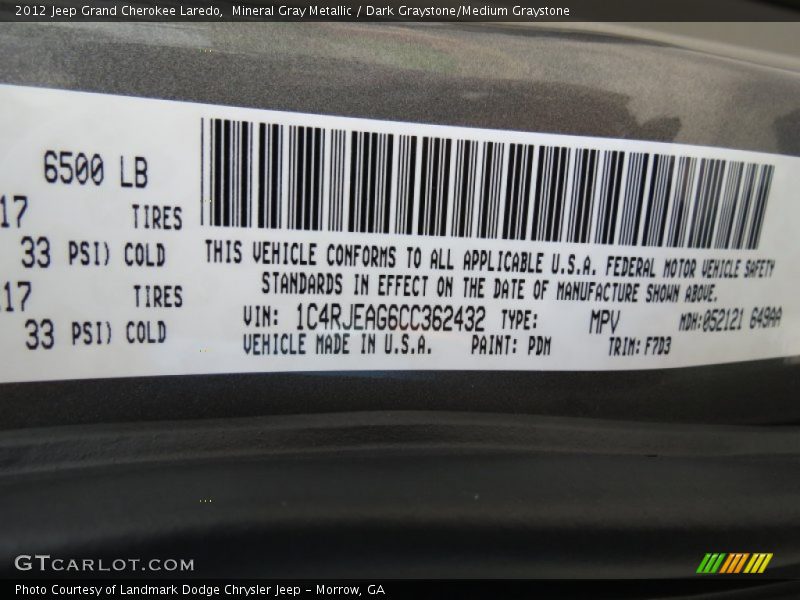 2012 Jeep Grand Cherokee Laredo, Mineral Gray Metallic / Dark Graystone/Medium Graystone
6500 LB
17 TIRES
33 PSI) COLD
17 TIRES
33 PSI) COLD
THIS VEHICLE CONFORMS TO ALL APPLICABLE U.S.A. FEDERAL MOTOR VEHICLE SAFETY
STANDARDS IN EFFECT ON THE DATE OF MANUFACTURE SHOWN ABOVE.
VIN: 1C4RJEAG6CC362432 TYPE: MPV MDH:052121 649AA
VEHICLE MADE IN U.S.A. PAINT: PDM TRIM: F7D3
GTCARLOT.COM
Photo Courtesy of Landmark Dodge Chrysler Jeep – Morrow, GA